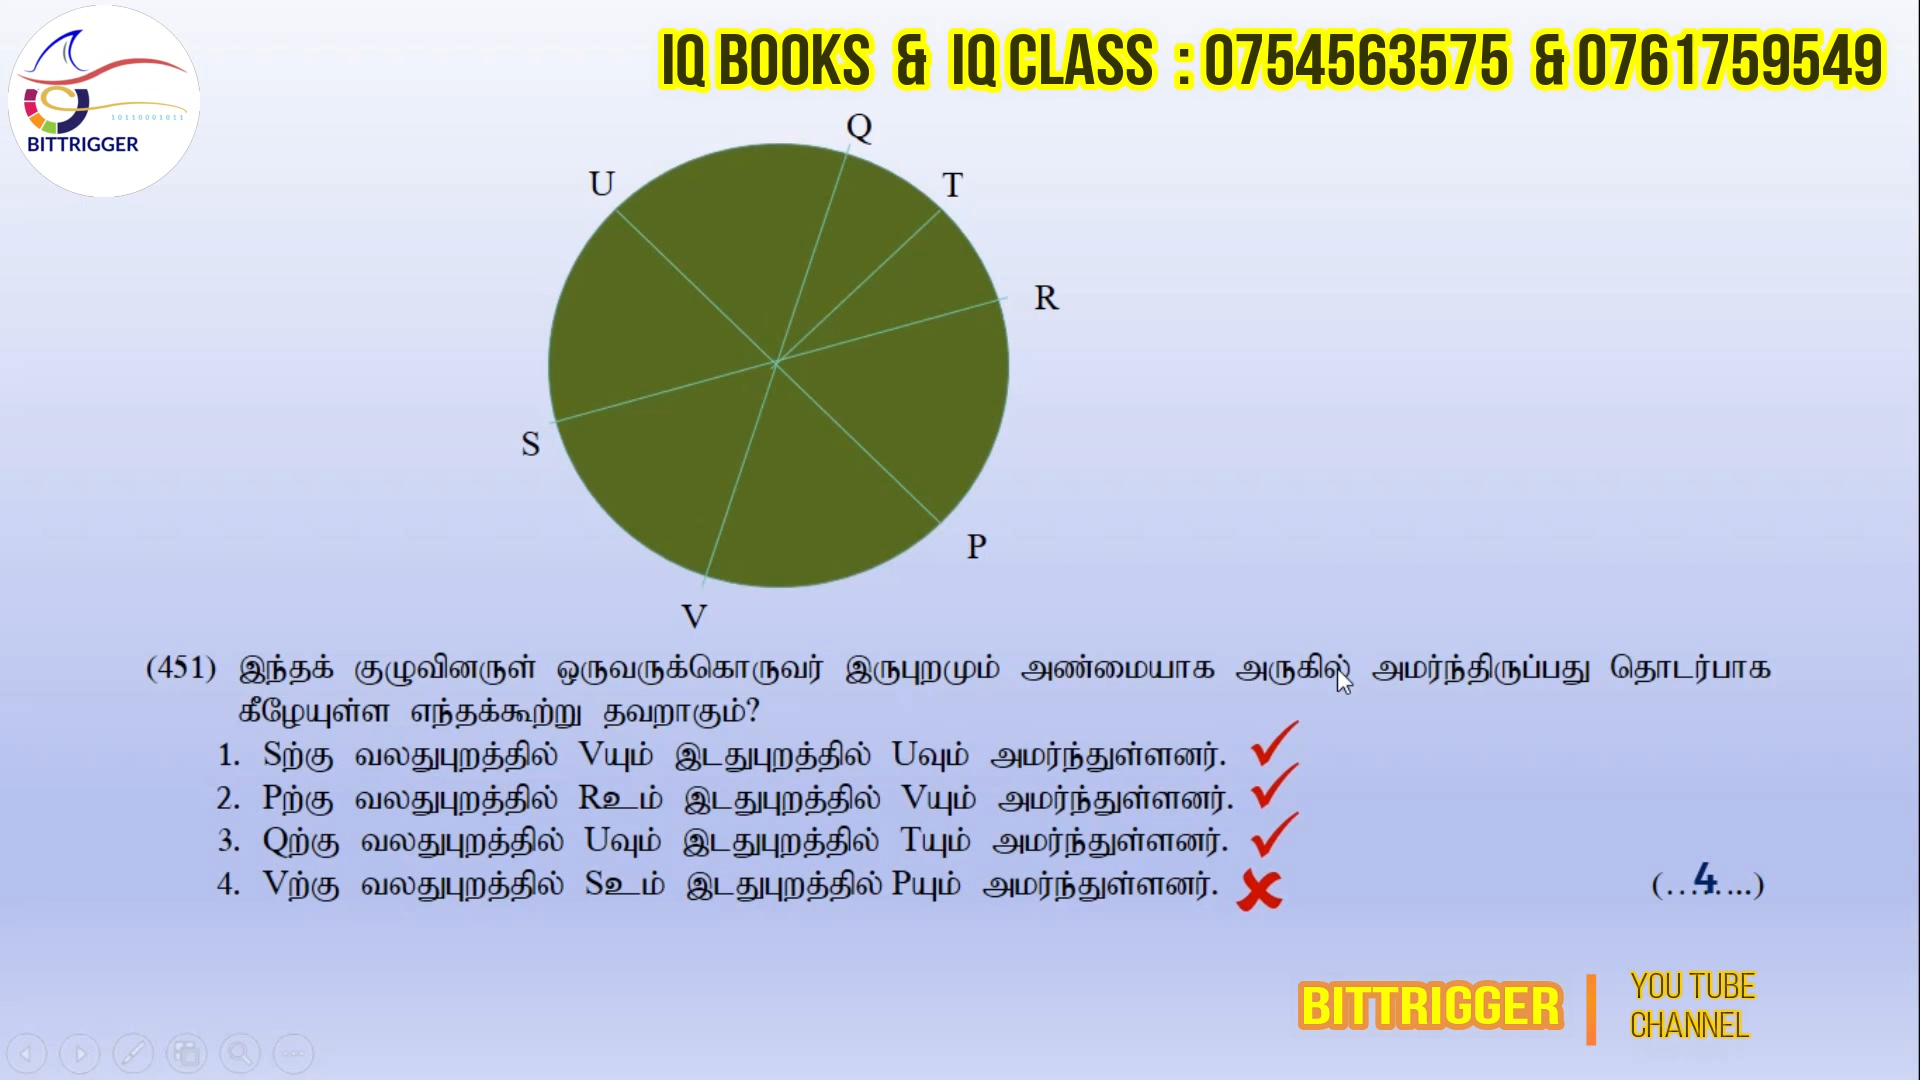 IQ BOOKS & IQ CLASS : 0754563575 & 0761759549
10110001011
BITTRIGGER
Q
U
T
R
S
P
V
(451) இந்தக் குழுவினருள் ஒருவருக்கொருவர் இருபுறமும் அண்மையாக அருகில் அமர்ந்திருப்பது தொடர்பாக
கீழேயுள்ள எந்தக்கூற்று தவறாகும்?
1. Sற்கு வலதுபுறத்தில் Vயும் இடதுபுறத்தில் Uவும் அமர்ந்துள்ளனர்.
2. Pற்கு வலதுபுறத்தில் Rஉம் இடதுபுறத்தில் Vயும் அமர்ந்துள்ளனர்.
3. Qற்கு வலதுபுறத்தில் Uவும் இடதுபுறத்தில் Tயும் அமர்ந்துள்ளனர்.
4. Vற்கு வலதுபுறத்தில் Sஉம் இடதுபுறத்தில் Pயும் அமர்ந்துள்ளனர். (....4....)
BITTRIGGER
YOU TUBE
CHANNEL